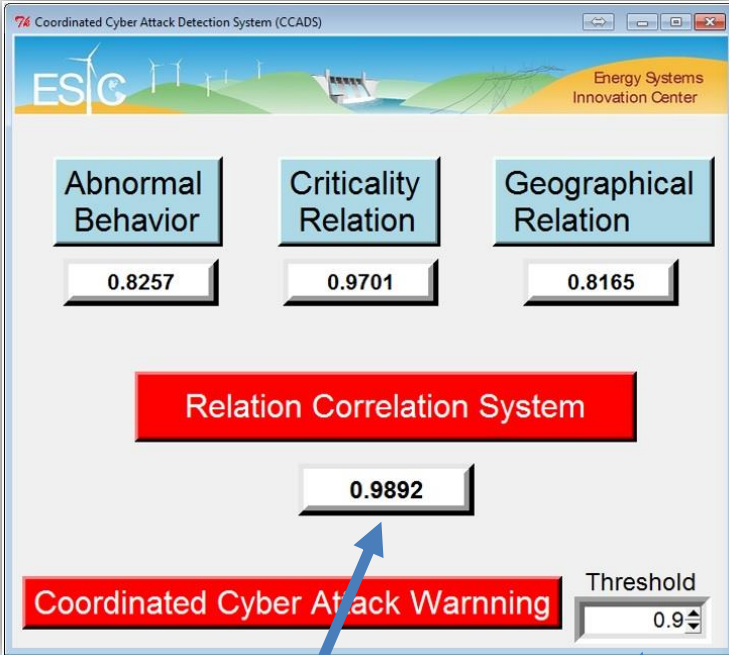 Coordinated Cyber Attack Detection System (CCADS)
ESIC
Energy Systems
Innovation Center
Abnormal
Behavior
Criticality
Relation
Geographical
Relation
0.8257
0.9701
0.8165
Relation Correlation System
0.9892
Coordinated Cyber Attack Warnning
Threshold
0.9